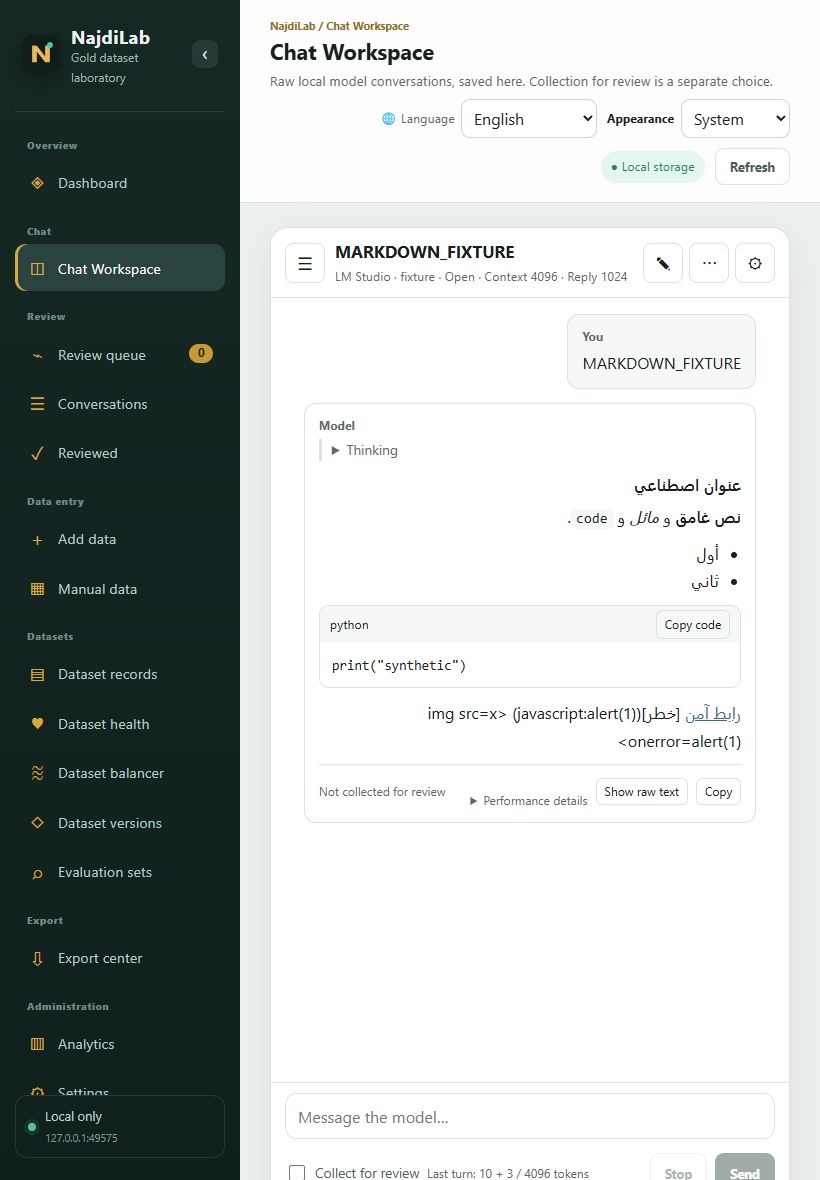 NajdiLab
Gold dataset
laboratory
Overview
Dashboard
Chat
Chat Workspace
Review
Review queue 0
Conversations
Reviewed
Data entry
Add data
Manual data
Datasets
Dataset records
Dataset health
Dataset balancer
Dataset versions
Evaluation sets
Export
Export center
Administration
Analytics
Settings
Local only
127.0.0.1:49575
NajdiLab / Chat Workspace
Chat Workspace
Raw local model conversations, saved here. Collection for review is a separate choice.
Language English Appearance System
Local storage Refresh
MARKDOWN_FIXTURE
LM Studio · fixture · Open · Context 4096 · Reply 1024
You
MARKDOWN_FIXTURE
Model
Thinking
عنوان اصطناعي
نص غامق و مائل و code .
• أول
• ثاني
python Copy code
print("synthetic")
رابط آمن [خطر](javascript:alert(1)) <img src=x
onerror=alert(1)>
Not collected for review Performance details Show raw text Copy
Message the model...
Collect for review Last turn: 10 + 3 / 4096 tokens Stop Send